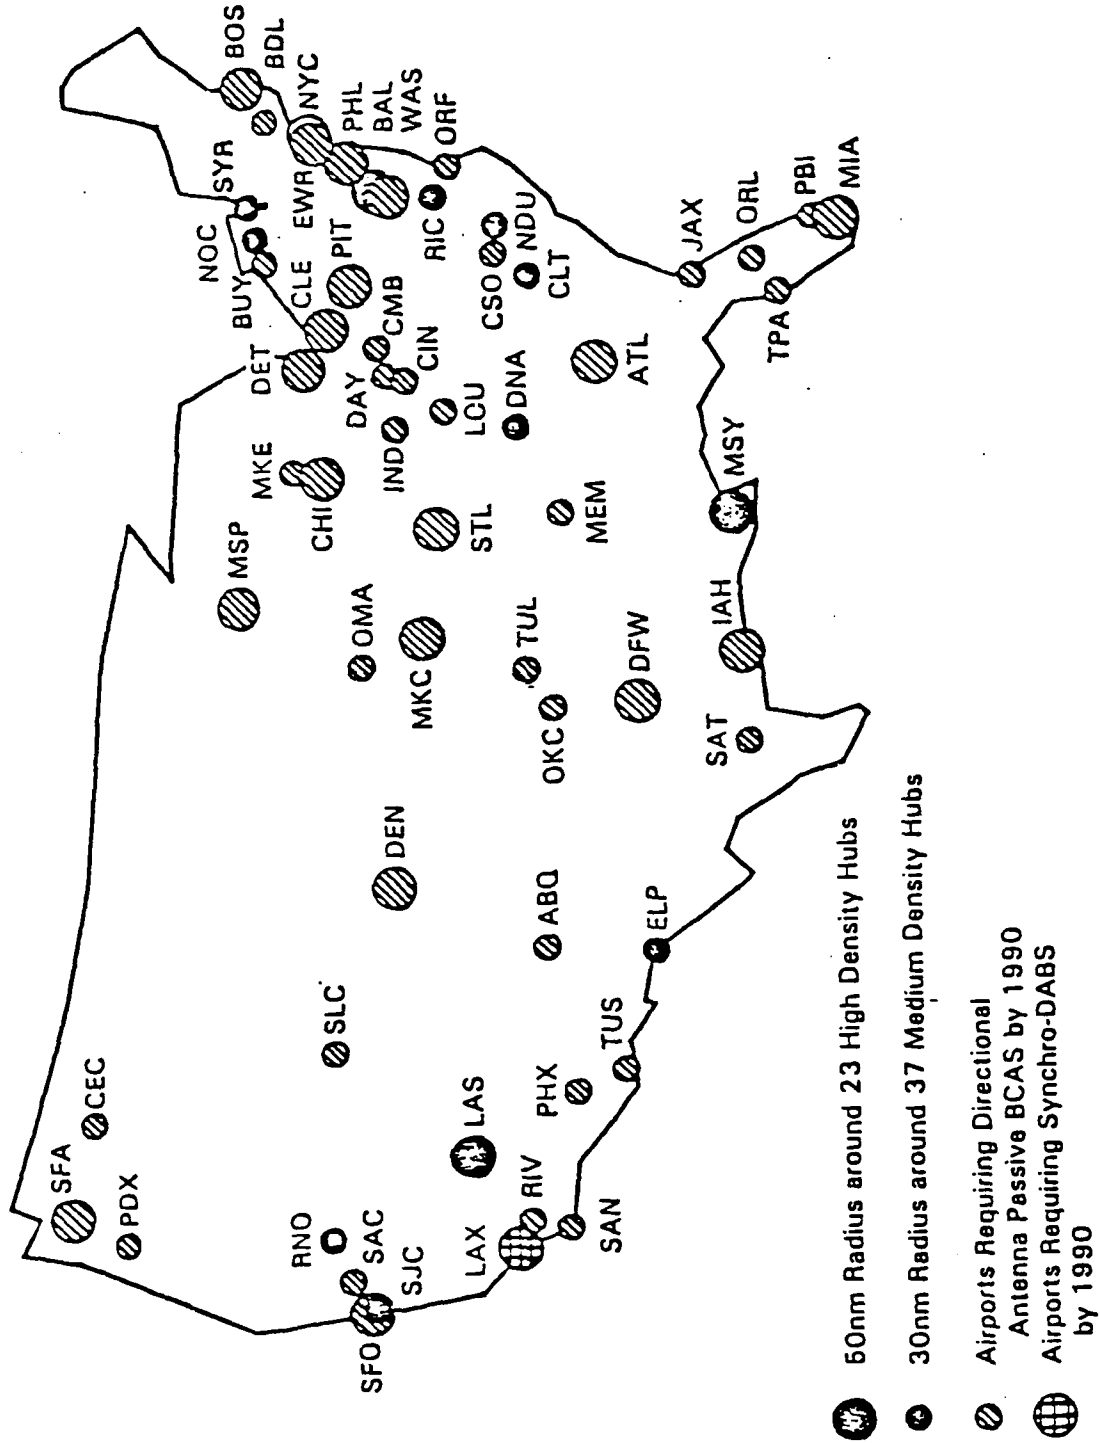 SFA
CEC
PDX
RNO
SAC
SJC
SFO
LAX
RIV
SAN
LAS
PHX
TUS
SLC
ABQ
ELP
DEN
MSP
OMA
MKC
TUL
OKC
DFW
SAT
IAH
MKE
CHI
STL
MEM
MSY
DET
CLE
BUY
NOC
SYR
PIT
EWR
CMB
DAY
CIN
IND
LCU
DNA
ATL
CSO
NDU
CLT
RIC
ORF
BOS
BDL
NYC
PHL
BAL
WAS
JAX
ORL
TPA
PBI
MIA
60nm Radius around 23 High Density Hubs
30nm Radius around 37 Medium Density Hubs
Airports Requiring Directional
Antenna Passive BCAS by 1990
Airports Requiring Synchro-DABS
by 1990